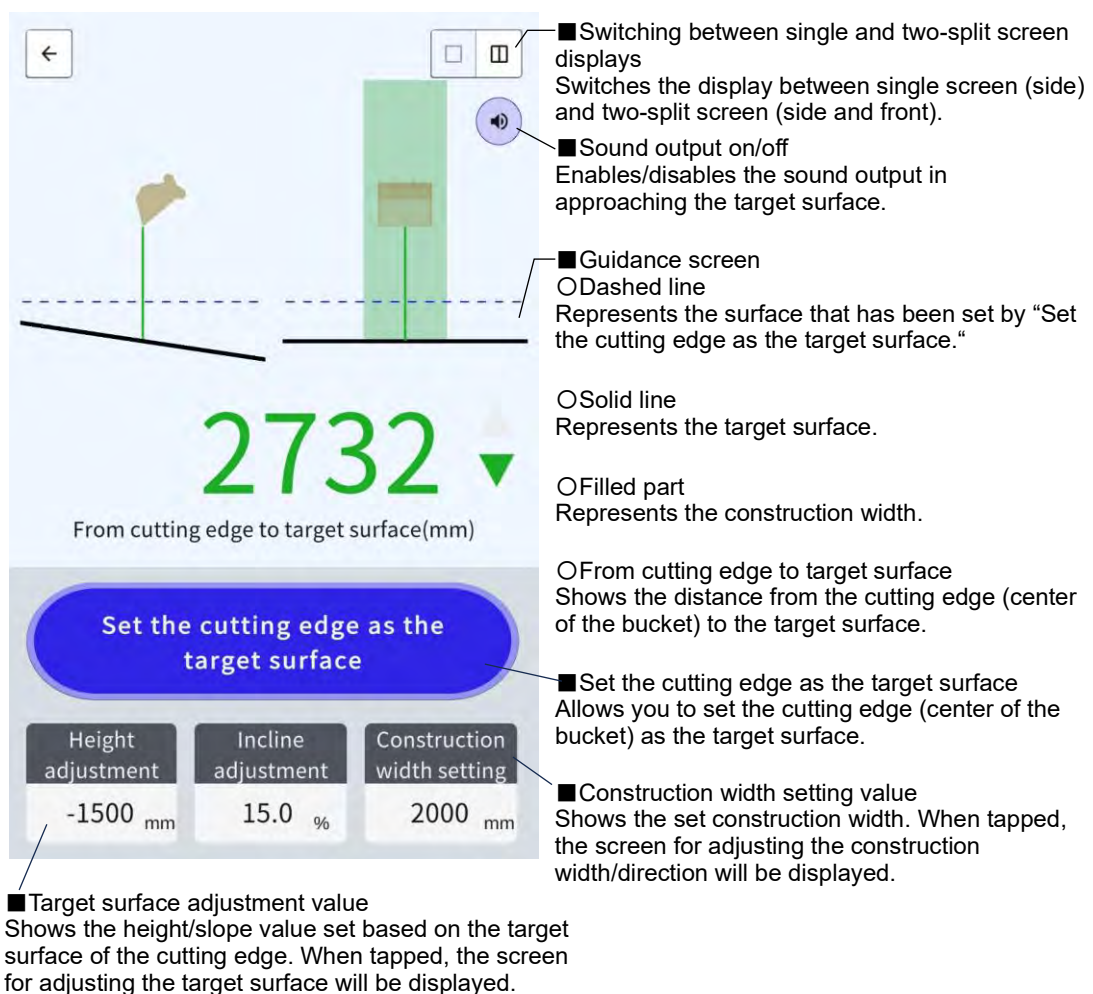 ■Switching between single and two-split screen
displays
Switches the display between single screen (side)
and two-split screen (side and front).
■Sound output on/off
Enables/disables the sound output in
approaching the target surface.
■Guidance screen
○Dashed line
Represents the surface that has been set by “Set
the cutting edge as the target surface.“
○Solid line
Represents the target surface.
○Filled part
Represents the construction width.
○From cutting edge to target surface
Shows the distance from the cutting edge (center
of the bucket) to the target surface.
■Set the cutting edge as the target surface
Allows you to set the cutting edge (center of the
bucket) as the target surface.
■Construction width setting value
Shows the set construction width. When tapped,
the screen for adjusting the construction
width/direction will be displayed.
2732
From cutting edge to target surface(mm)
Set the cutting edge as the
target surface
Height
adjustment
-1500 mm
Incline
adjustment
15.0 %
Construction
width setting
2000 mm
■Target surface adjustment value
Shows the height/slope value set based on the target
surface of the cutting edge. When tapped, the screen
for adjusting the target surface will be displayed.